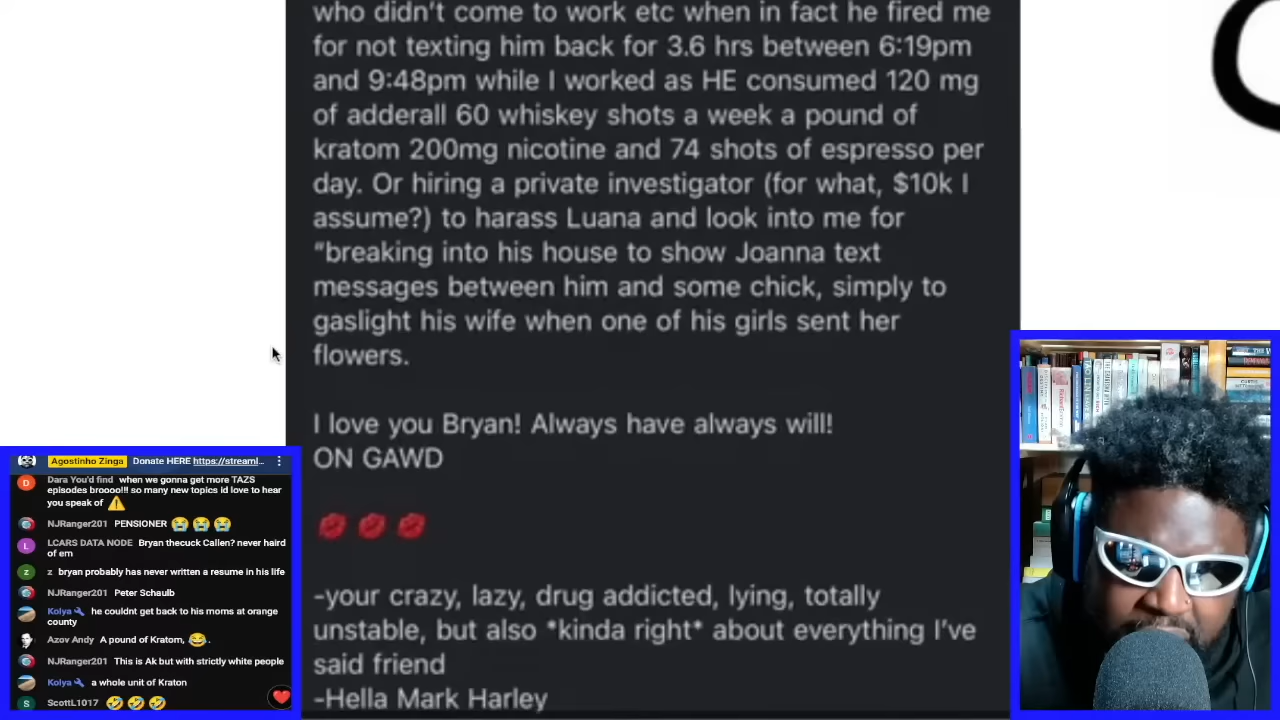 who didn't come to work etc when in fact he fired me
for not texting him back for 3.6 hrs between 6:19pm
and 9:48pm while I worked as HE consumed 120 mg
of adderall 60 whiskey shots a week a pound of
kratom 200mg nicotine and 74 shots of espresso per
day. Or hiring a private investigator (for what, $10k I
assume?) to harass Luana and look into me for
"breaking into his house to show Joanna text
messages between him and some chick, simply to
gaslight his wife when one of his girls sent her
flowers.
I love you Bryan! Always have always will!
ON GAWD
-your crazy, lazy, drug addicted, lying, totally
unstable, but also *kinda right* about everything I've
said friend
-Hella Mark Harley
Agostinho Zinga Donate HERE https://streaml...
Dara You'd find when we gonna get more TAZS
episodes broooo!!! so many new topics id love to hear
you speak of
NJRanger201 PENSIONER
LCARS DATA NODE Bryan thecuck Callen? never haird
of em
z bryan probably has never written a resume in his life
NJRanger201 Peter Schaulb
Kolya he couldnt get back to his moms at orange
county
Azov Andy A pound of Kratom,
NJRanger201 This is Ak but with strictly white people
Kolya a whole unit of Kraton
ScottL1017